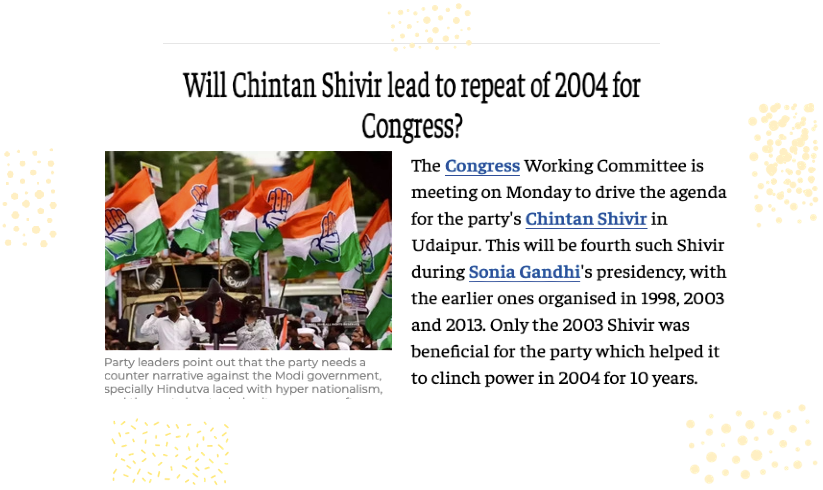 Will Chintan Shivir lead to repeat of 2004 for
Congress?
The Congress Working Committee is
meeting on Monday to drive the agenda
for the party's Chintan Shivir in
Udaipur. This will be fourth such Shivir
during Sonia Gandhi's presidency, with
the earlier ones organised in 1998, 2003
and 2013. Only the 2003 Shivir was
beneficial for the party which helped it
to clinch power in 2004 for 10 years.
Party leaders point out that the party needs a
counter narrative against the Modi government,
specially Hindutva laced with hyper nationalism,